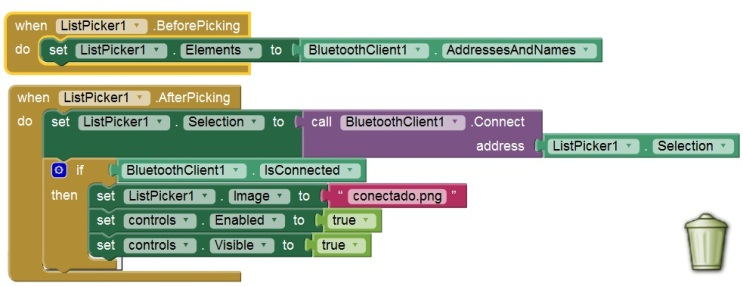 when ListPicker1 .BeforePicking
do set ListPicker1 . Elements to BluetoothClient1 . AddressesAndNames
when ListPicker1 .AfterPicking
do set ListPicker1 . Selection to call BluetoothClient1 .Connect
address ListPicker1 . Selection
if BluetoothClient1 . IsConnected
then set ListPicker1 . Image to " conectado.png "
set controls . Enabled to true
set controls . Visible to true